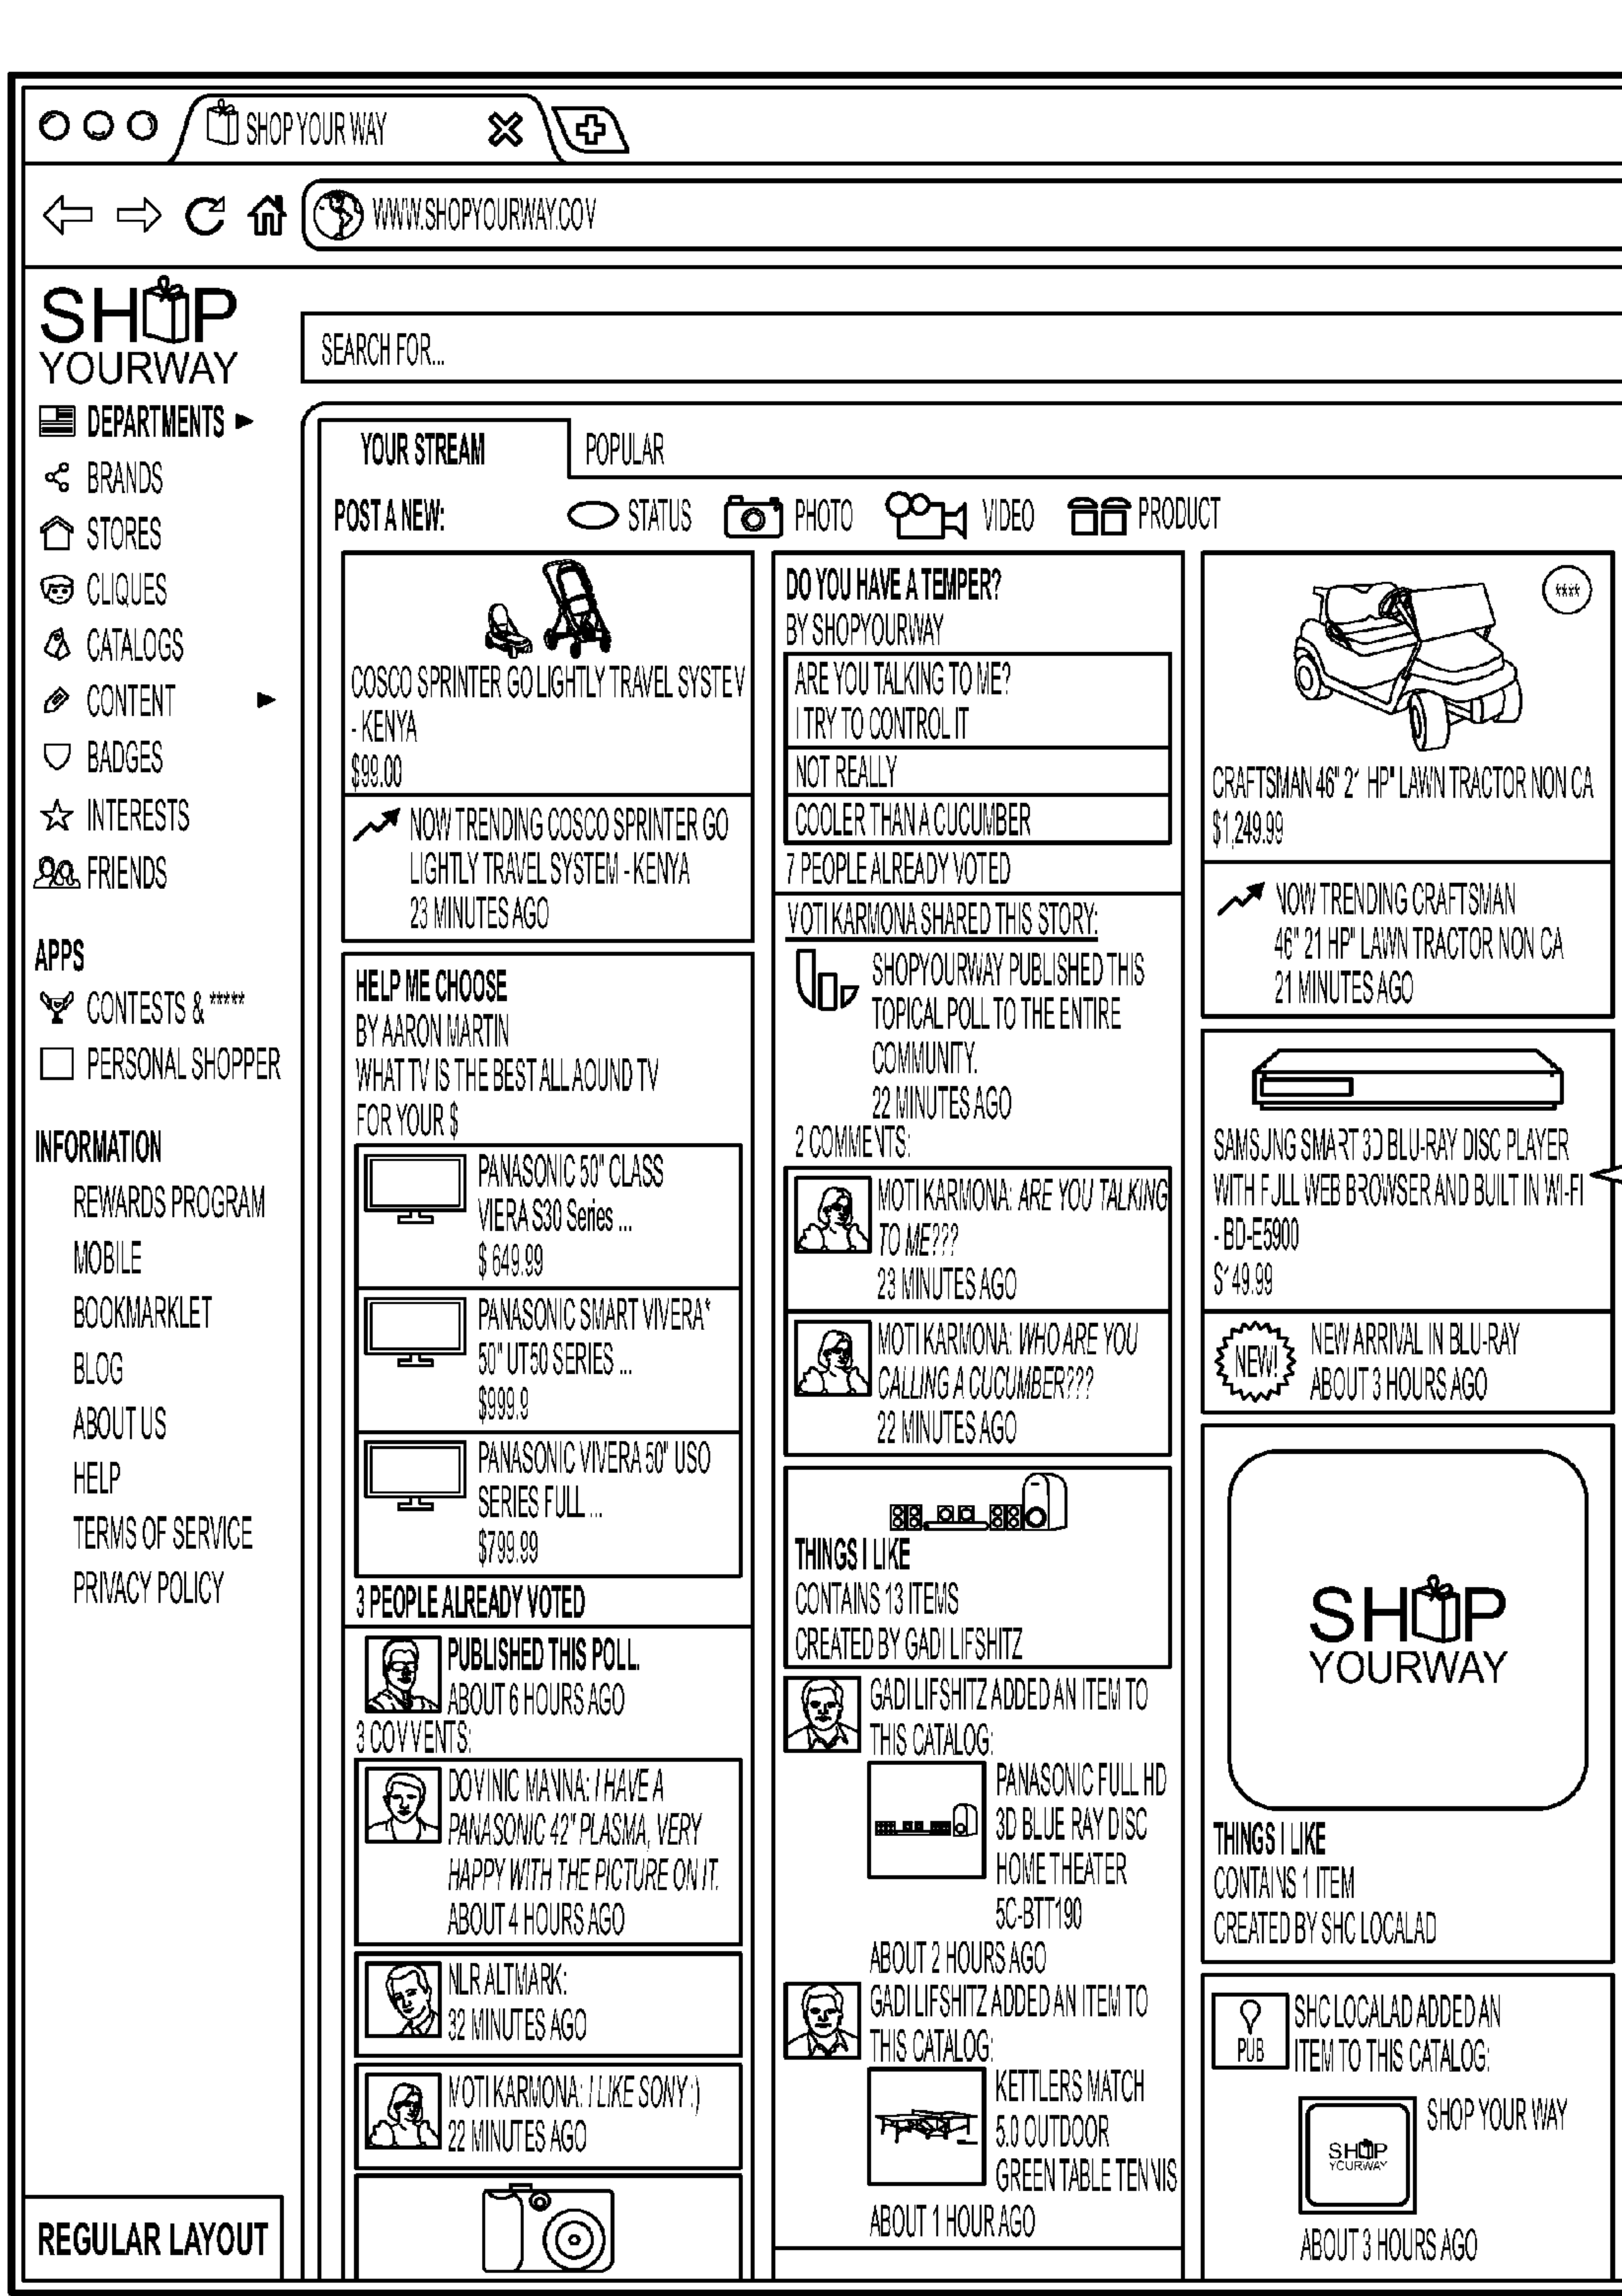 SHOP YOUR WAY
WWW.SHOPYOURWAY.COV
SHOP
YOURWAY
SEARCH FOR...
DEPARTMENTS
BRANDS
STORES
CLIQUES
CATALOGS
CONTENT
BADGES
INTERESTS
FRIENDS
APPS
CONTESTS & *****
PERSONAL SHOPPER
INFORMATION
REWARDS PROGRAM
MOBILE
BOOKMARKLET
BLOG
ABOUT US
HELP
TERMS OF SERVICE
PRIVACY POLICY
REGULAR LAYOUT
YOUR STREAM
POPULAR
POST A NEW: STATUS PHOTO VIDEO PRODUCT
COSCO SPRINTER GO LIGHTLY TRAVEL SYSTEV
- KENYA
$99.00
NOW TRENDING COSCO SPRINTER GO
LIGHTLY TRAVEL SYSTEM - KENYA
23 MINUTES AGO
HELP ME CHOOSE
BY AARON MARTIN
WHAT TV IS THE BEST ALL AOUND TV
FOR YOUR $
PANASONIC 50" CLASS
VIERA S30 Series ...
$ 649.99
PANASONIC SMART VIVERA*
50" UT50 SERIES ...
$999.9
PANASONIC VIVERA 50" USO
SERIES FULL ...
$799.99
3 PEOPLE ALREADY VOTED
PUBLISHED THIS POLL.
ABOUT 6 HOURS AGO
3 COVVENTS:
DOVINIC MANNA: I HAVE A
PANASONIC 42" PLASMA, VERY
HAPPY WITH THE PICTURE ON IT.
ABOUT 4 HOURS AGO
NLR ALTMARK:
32 MINUTES AGO
VOTI KARMONA: I LIKE SONY :)
22 MINUTES AGO
DO YOU HAVE A TEMPER?
BY SHOPYOURWAY
ARE YOU TALKING TO ME?
I TRY TO CONTROL IT
NOT REALLY
COOLER THAN A CUCUMBER
7 PEOPLE ALREADY VOTED
VOTI KARMONA SHARED THIS STORY:
SHOPYOURWAY PUBLISHED THIS
TOPICAL POLL TO THE ENTIRE
COMMUNITY.
22 MINUTES AGO
2 COMMENTS:
MOTI KARMONA: ARE YOU TALKING
TO ME???
23 MINUTES AGO
MOTI KARMONA: WHO ARE YOU
CALLING A CUCUMBER???
22 MINUTES AGO
THINGS I LIKE
CONTAINS 13 ITEMS
CREATED BY GADI LIFSHITZ
GADI LIFSHITZ ADDED AN ITEM TO
THIS CATALOG:
PANASONIC FULL HD
3D BLUE RAY DISC
HOME THEATER
5C-BTT190
ABOUT 2 HOURS AGO
GADI LIFSHITZ ADDED AN ITEM TO
THIS CATALOG:
KETTLERS MATCH
5.0 OUTDOOR
GREEN TABLE TENNIS
ABOUT 1 HOUR AGO
****
CRAFTSMAN 46" 21 HP" LAWN TRACTOR NON CA
$1,249.99
NOW TRENDING CRAFTSMAN
46" 21 HP" LAWN TRACTOR NON CA
21 MINUTES AGO
SAMSUNG SMART 3D BLU-RAY DISC PLAYER
WITH FULL WEB BROWSER AND BUILT IN WI-FI
- BD-E5900
$149.99
NEW!
NEW ARRIVAL IN BLU-RAY
ABOUT 3 HOURS AGO
SHOP
YOURWAY
THINGS I LIKE
CONTAINS 1 ITEM
CREATED BY SHC LOCALAD
PUB
SHC LOCALAD ADDED AN
ITEM TO THIS CATALOG:
SHOP
YOURWAY
SHOP YOUR WAY
ABOUT 3 HOURS AGO